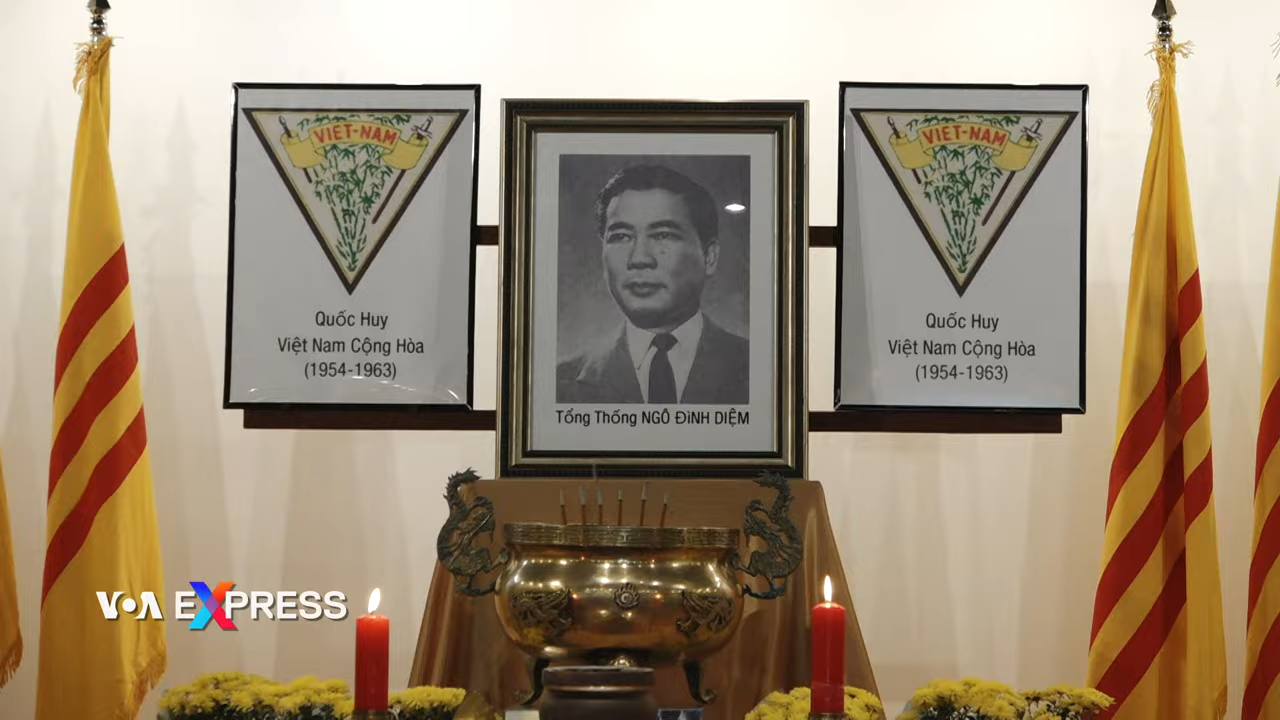 VIET-NAM
Quốc Huy
Việt Nam Cộng Hòa
(1954-1963)
Tổng Thống NGÔ ĐÌNH DIỆM
VIET-NAM
Quốc Huy
Việt Nam Cộng Hòa
(1954-1963)
VOA EXPRESS